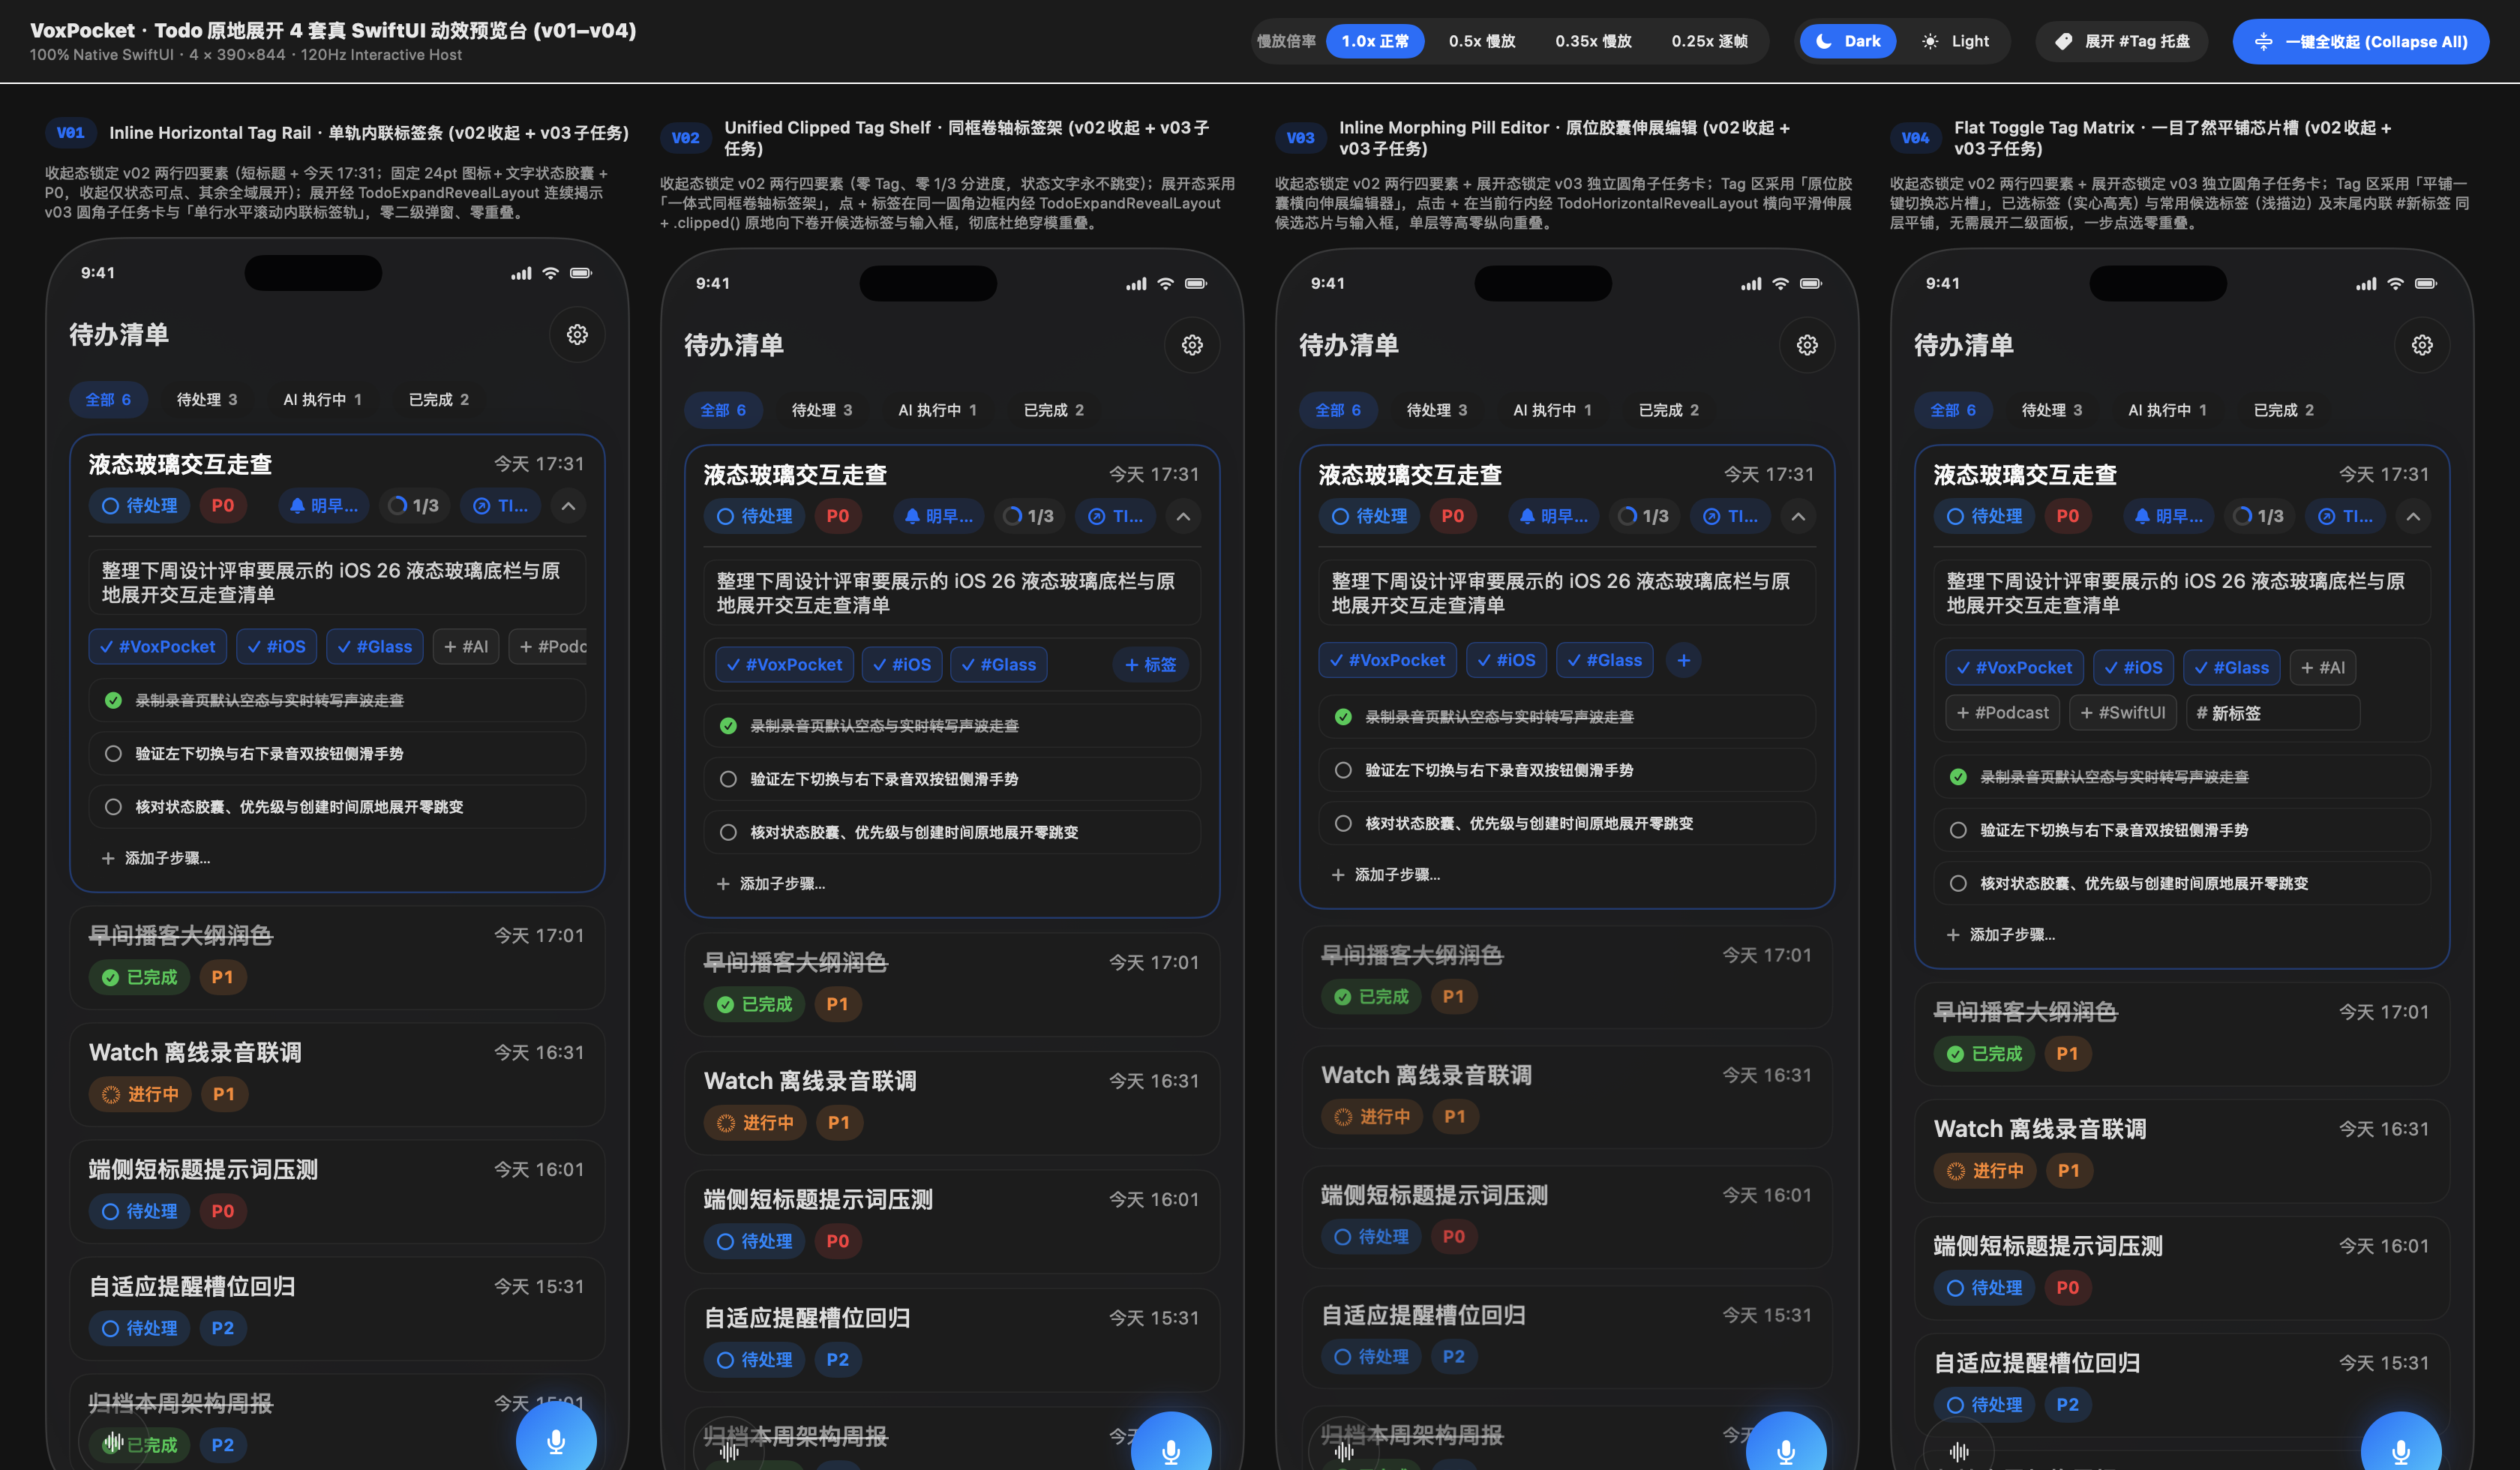 VoxPocket · Todo 原地展开 4 套真 SwiftUI 动效预览台 (v01–v04)
100% Native SwiftUI · 4 × 390×844 · 120Hz Interactive Host
慢放倍率 1.0x 正常 0.5x 慢放 0.35x 慢放 0.25x 逐帧
Dark Light
展开 #Tag 托盘
一键全收起 (Collapse All)
V01 Inline Horizontal Tag Rail · 单轨内联标签条 (v02收起 + v03子任务)
收起态锁定 v02 两行四要素 (短标题 + 今天 17:31；固定 24pt 图标+文字状态胶囊 +
P0，收起仅状态可点、其余全域展开)；展开经 TodoExpandRevealLayout 连续揭示
v03 圆角子任务卡与「单行水平滚动内联标签轨」，零二级弹窗、零重叠。
9:41
待办清单
全部 6 待处理 3 AI 执行中 1 已完成 2
液态玻璃交互走查 今天 17:31
待处理 P0 明早... 1/3 TI...
整理下周设计评审要展示的 iOS 26 液态玻璃底栏与原
地展开交互走查清单
#VoxPocket #iOS #Glass + #AI + #Podc
录制录音页默认空态与实时转写声波走查
验证左下切换与右下录音双按钮侧滑手势
核对状态胶囊、优先级与创建时间原地展开零跳变
+ 添加子步骤...
早间播客大纲润色 今天 17:01
已完成 P1
Watch 离线录音联调 今天 16:31
进行中 P1
端侧短标题提示词压测 今天 16:01
待处理 P0
自适应提醒槽位回归 今天 15:31
待处理 P2
归档本周架构周报 今天 15:01
已完成 P2
V02 Unified Clipped Tag Shelf · 同框卷轴标签架 (v02收起 + v03子
任务)
收起态锁定 v02 两行四要素 (零 Tag、零 1/3 分进度，状态文字永不跳变)；展开态采用
「一体式同框卷轴标签架」，点 + 标签在同一圆角边框内经 TodoExpandRevealLayout
+ .clipped() 原地向下卷开候选标签与输入框，彻底杜绝穿模重叠。
9:41
待办清单
全部 6 待处理 3 AI 执行中 1 已完成 2
液态玻璃交互走查 今天 17:31
待处理 P0 明早... 1/3 TI...
整理下周设计评审要展示的 iOS 26 液态玻璃底栏与原
地展开交互走查清单
#VoxPocket #iOS #Glass + 标签
录制录音页默认空态与实时转写声波走查
验证左下切换与右下录音双按钮侧滑手势
核对状态胶囊、优先级与创建时间原地展开零跳变
+ 添加子步骤...
早间播客大纲润色 今天 17:01
已完成 P1
Watch 离线录音联调 今天 16:31
进行中 P1
端侧短标题提示词压测 今天 16:01
待处理 P0
自适应提醒槽位回归 今天 15:31
待处理 P2
归档本周架构周报 今天
V03 Inline Morphing Pill Editor · 原位胶囊伸展编辑 (v02收起 +
v03子任务)
收起态锁定 v02 两行四要素 + 展开态锁定 v03 独立圆角子任务卡；Tag 区采用「原位胶
囊横向伸展编辑器」，点击 + 在当前行内经 TodoHorizontalRevealLayout 横向平滑伸展
候选芯片与输入框，单层等高零纵向重叠。
9:41
待办清单
全部 6 待处理 3 AI 执行中 1 已完成 2
液态玻璃交互走查 今天 17:31
待处理 P0 明早... 1/3 TI...
整理下周设计评审要展示的 iOS 26 液态玻璃底栏与原
地展开交互走查清单
#VoxPocket #iOS #Glass +
录制录音页默认空态与实时转写声波走查
验证左下切换与右下录音双按钮侧滑手势
核对状态胶囊、优先级与创建时间原地展开零跳变
+ 添加子步骤...
早间播客大纲润色 今天 17:01
已完成 P1
Watch 离线录音联调 今天 16:31
进行中 P1
端侧短标题提示词压测 今天 16:01
待处理 P0
自适应提醒槽位回归 今天 15:31
待处理 P2
归档本周架构周报 今天
V04 Flat Toggle Tag Matrix · 一目了然平铺芯片槽 (v02收起 +
v03子任务)
收起态锁定 v02 两行四要素 + 展开态锁定 v03 独立圆角子任务卡；Tag 区采用「平铺一
键切换芯片槽」，已选标签 (实心高亮) 与常用候选标签 (浅描边) 及末尾内联 #新标签 同
层平铺，无需展开二级面板，一步点选零重叠。
9:41
待办清单
全部 6 待处理 3 AI 执行中 1 已完成 2
液态玻璃交互走查 今天 17:31
待处理 P0 明早... 1/3 TI...
整理下周设计评审要展示的 iOS 26 液态玻璃底栏与原
地展开交互走查清单
#VoxPocket #iOS #Glass + #AI
+ #Podcast + #SwiftUI # 新标签
录制录音页默认空态与实时转写声波走查
验证左下切换与右下录音双按钮侧滑手势
核对状态胶囊、优先级与创建时间原地展开零跳变
+ 添加子步骤...
早间播客大纲润色 今天 17:01
已完成 P1
Watch 离线录音联调 今天 16:31
进行中 P1
端侧短标题提示词压测 今天 16:01
待处理 P0
自适应提醒槽位回归 今天 15:31
待处理 P2